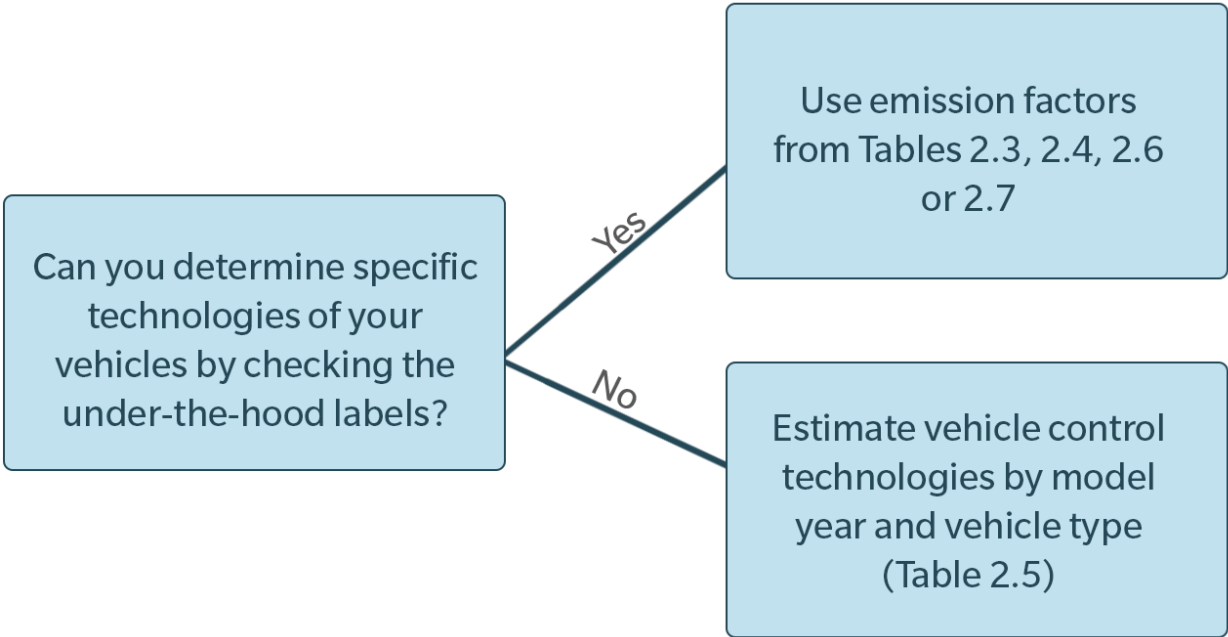 Can you determine specific
technologies of your
vehicles by checking the
under-the-hood labels?
Yes
Use emission factors
from Tables 2.3, 2.4, 2.6
or 2.7
No
Estimate vehicle control
technologies by model
year and vehicle type
(Table 2.5)